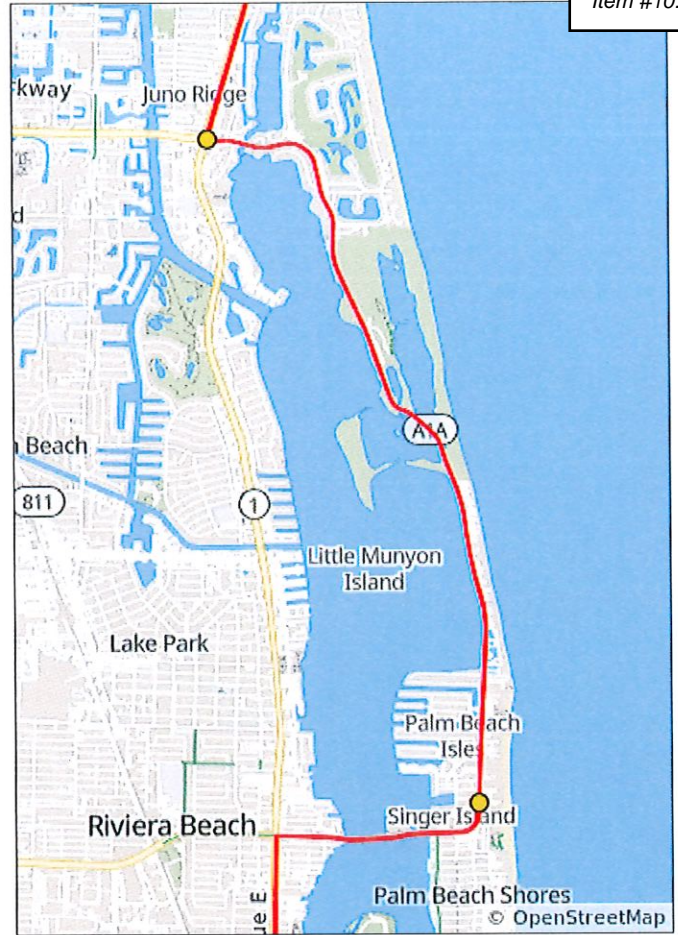 Item #10.
kway
Juno Ridge
d
A1A
n Beach
811
1
Little Munyon
Island
Lake Park
Palm Beach
Isles
Singer Island
Riviera Beach
ue E
Palm Beach Shores
© OpenStreetMap